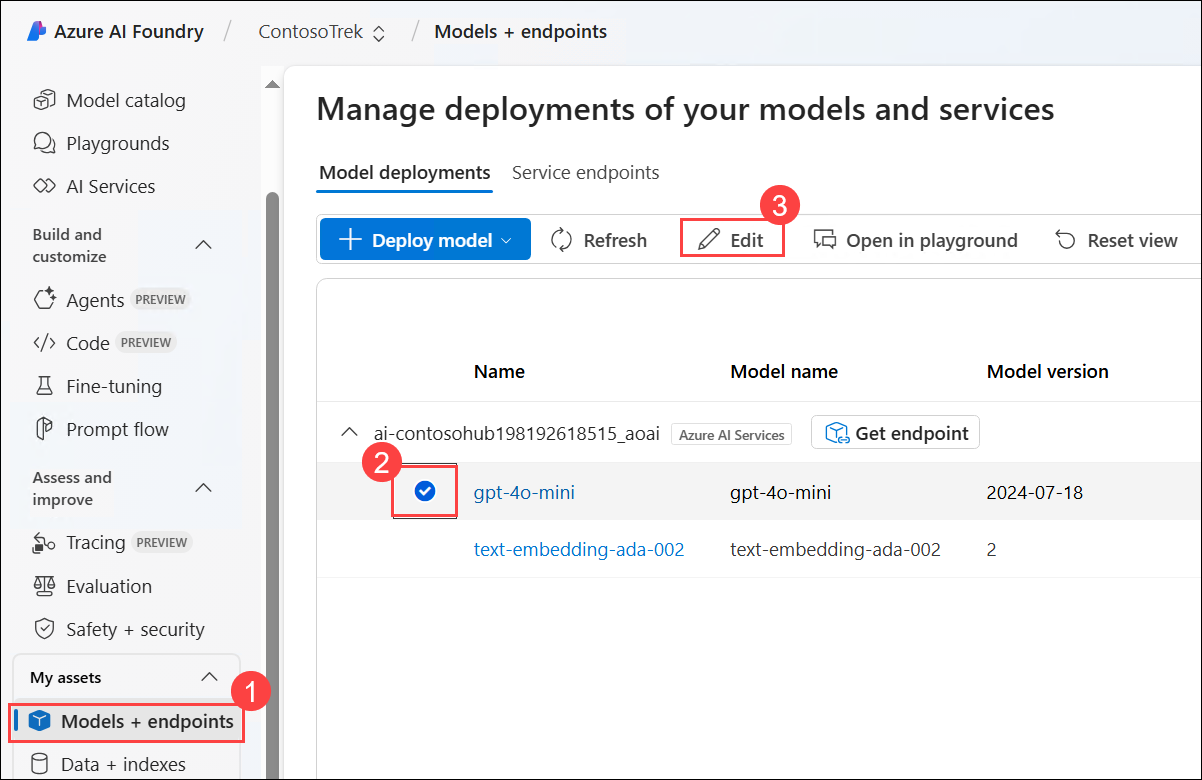 Azure AI Foundry / ContosoTrek / Models + endpoints
Model catalog
Playgrounds
AI Services
Build and
customize
Agents PREVIEW
Code PREVIEW
Fine-tuning
Prompt flow
Assess and
improve
Tracing PREVIEW
Evaluation
Safety + security
My assets
1
Models + endpoints
Data + indexes
Manage deployments of your models and services
Model deployments Service endpoints
3
Deploy model Refresh Edit Open in playground Reset view
Name Model name Model version
ai-contosohub198192618515_aoai Azure AI Services Get endpoint
2
gpt-4o-mini gpt-4o-mini 2024-07-18
text-embedding-ada-002 text-embedding-ada-002 2